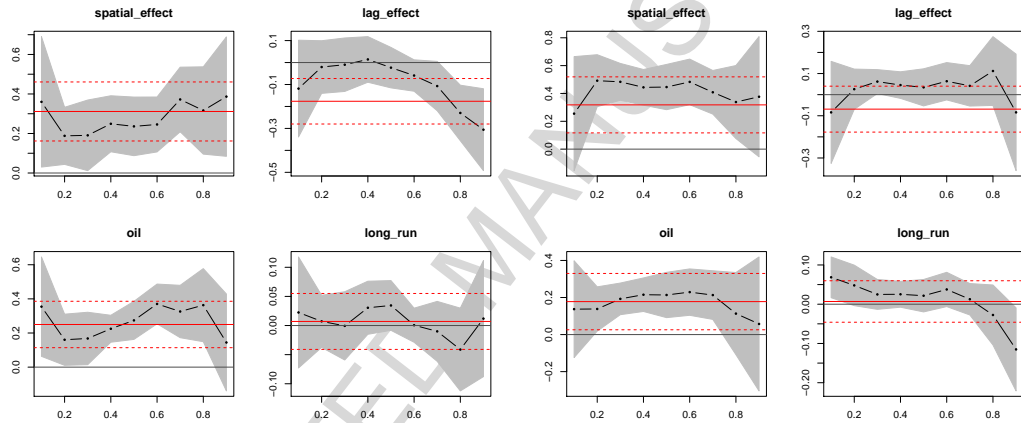 spatial_effect lag_effect spatial_effect lag_effect
0.0 0.2 0.4 0.6
−0.5 −0.3 −0.1 0.1
0.0 0.2 0.4 0.6 0.8
−0.3 −0.1 0.1 0.3
0.2 0.4 0.6 0.8 0.2 0.4 0.6 0.8 0.2 0.4 0.6 0.8 0.2 0.4 0.6 0.8
oil long_run oil long_run
0.0 0.2 0.4 0.6
−0.10 0.00 0.05 0.10
−0.2 0.0 0.2 0.4
−0.20 −0.10 0.00 0.05 0.10
0.2 0.4 0.6 0.8 0.2 0.4 0.6 0.8 0.2 0.4 0.6 0.8 0.2 0.4 0.6 0.8